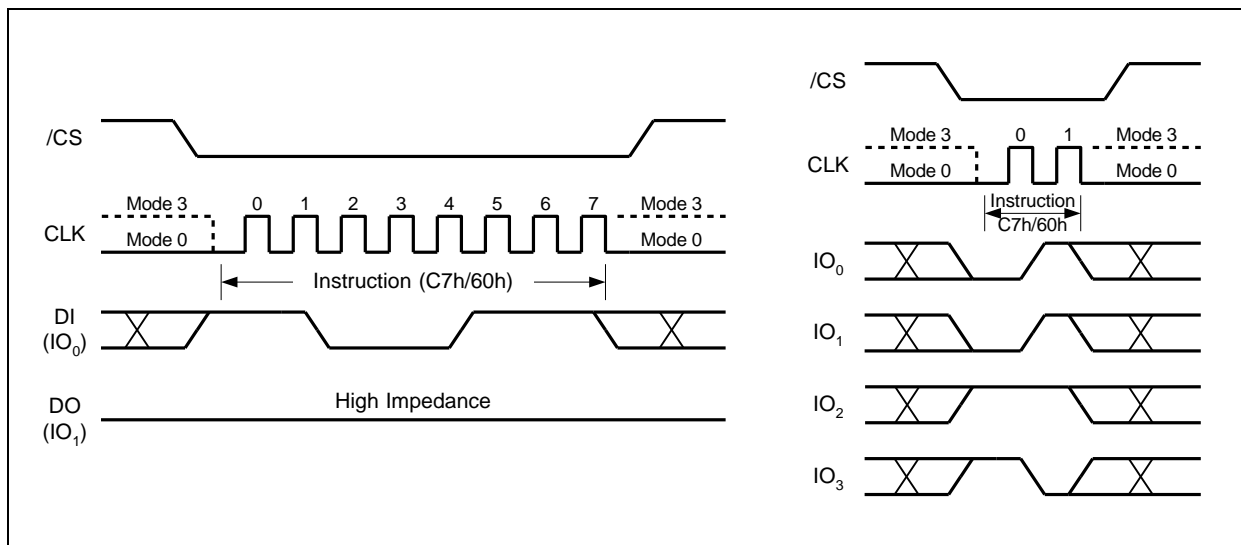 /CS
Mode 3 0 1 2 3 4 5 6 7 Mode 3
CLK
Mode 0 Mode 0
Instruction (C7h/60h)
DI
(IO0)
High Impedance
DO
(IO1)
/CS
Mode 3 0 1 Mode 3
CLK
Mode 0 Mode 0
Instruction
C7h/60h
IO0
IO1
IO2
IO3